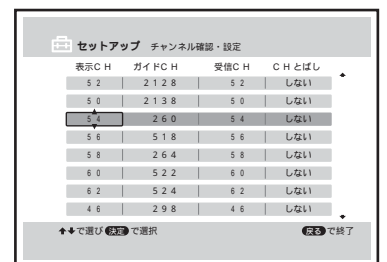 セットアップ チャンネル確認・設定
表示CH ガイドCH 受信CH CHとばし
52 2128 52 しない
50 2138 50 しない
54 260 54 しない
56 518 56 しない
58 264 58 しない
60 522 60 しない
62 524 62 しない
46 298 46 しない
で選び 決定 で選択 戻る で終了